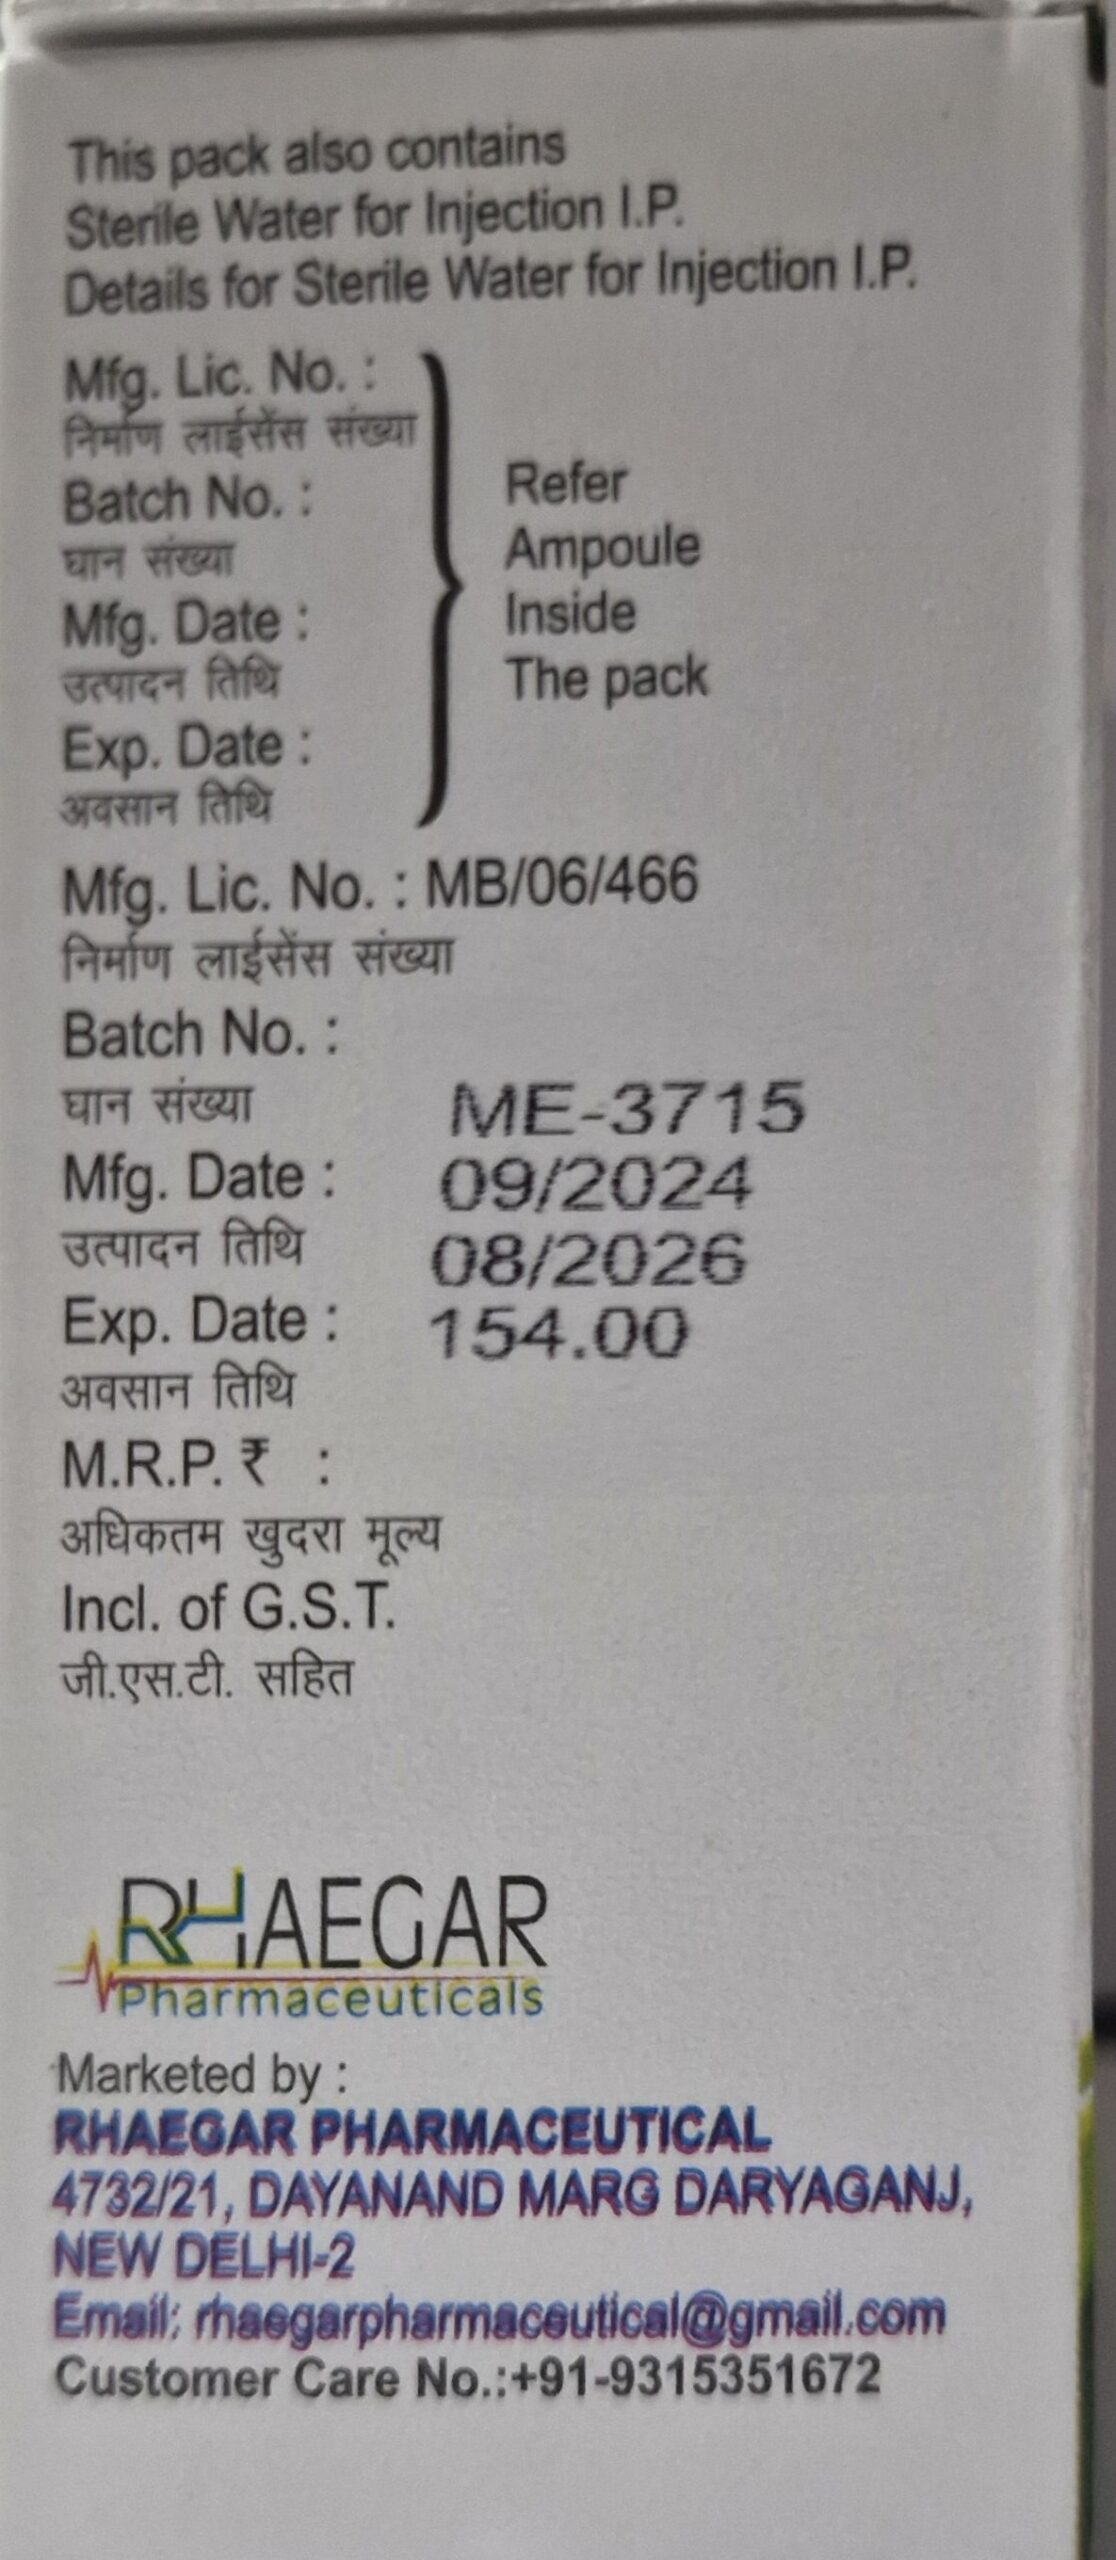 This pack also contains
Sterile Water for Injection I.P.
Details for Sterile Water for Injection I.P.
Mfg. Lic. No. :
निर्माण लाईसेंस संख्या
Batch No. :
घान संख्या
Mfg. Date :
उत्पादन तिथि
Exp. Date :
अवसान तिथि
Refer
Ampoule
Inside
The pack
Mfg. Lic. No. : MB/06/466
निर्माण लाईसेंस संख्या
Batch No. :
घान संख्या ME-3715
Mfg. Date : 09/2024
उत्पादन तिथि 08/2026
Exp. Date : 154.00
अवसान तिथि
M.R.P. ₹ :
अधिकतम खुदरा मूल्य
Incl. of G.S.T.
जी.एस.टी. सहित
RHAEGAR
Pharmaceuticals
Marketed by :
RHAEGAR PHARMACEUTICAL
4732/21, DAYANAND MARG DARYAGANJ,
NEW DELHI-2
Email: rhaegarpharmaceutical@gmail.com
Customer Care No.:+91-9315351672